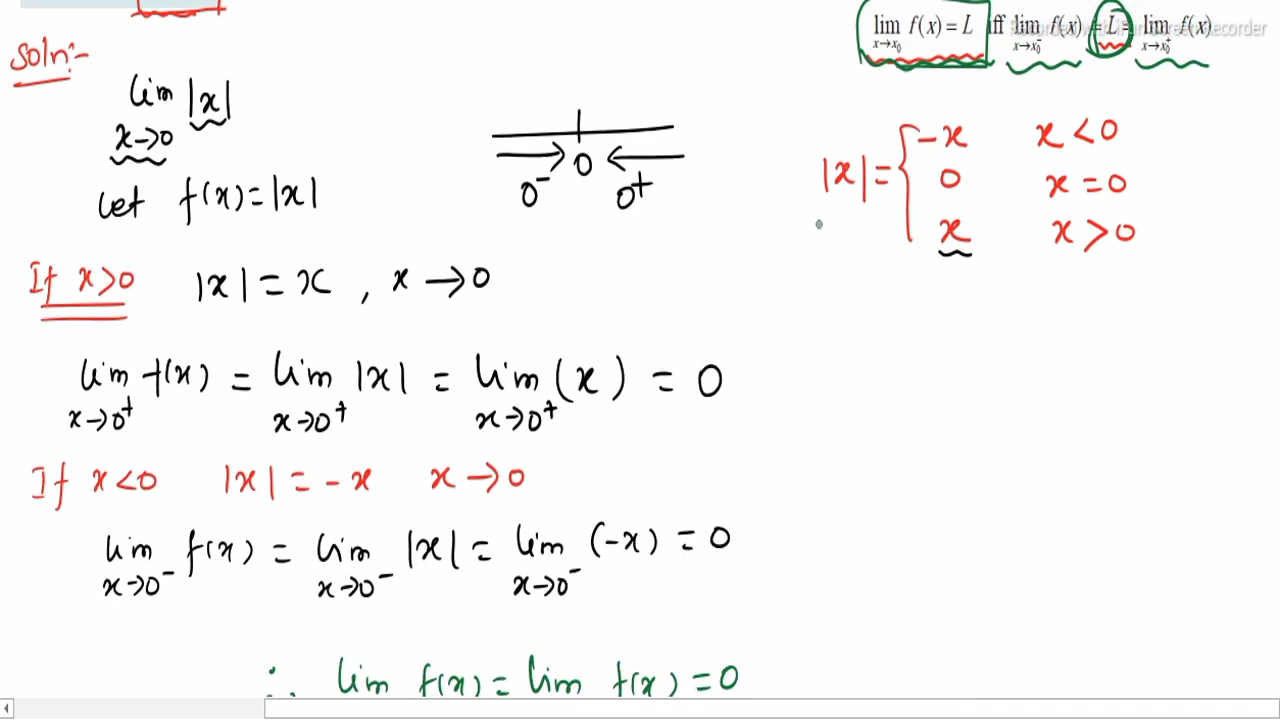 lim f(x) = L iff lim f(x) = L = lim f(x)
x→x₀ x→x₀⁻ x→x₀⁺
Soln:-
lim |x|
x→0
0
0⁻ 0⁺
|x| = { -x x<0
0 x=0
x x>0
Let f(x)=|x|
If x>0 |x| = x , x→0
lim f(x) = lim |x| = lim (x) = 0
x→0⁺ x→0⁺ x→0⁺
If x<0 |x| = -x x→0
lim f(x) = lim |x| = lim (-x) = 0
x→0⁻ x→0⁻ x→0⁻
∴ lim f(x) = lim f(x) = 0